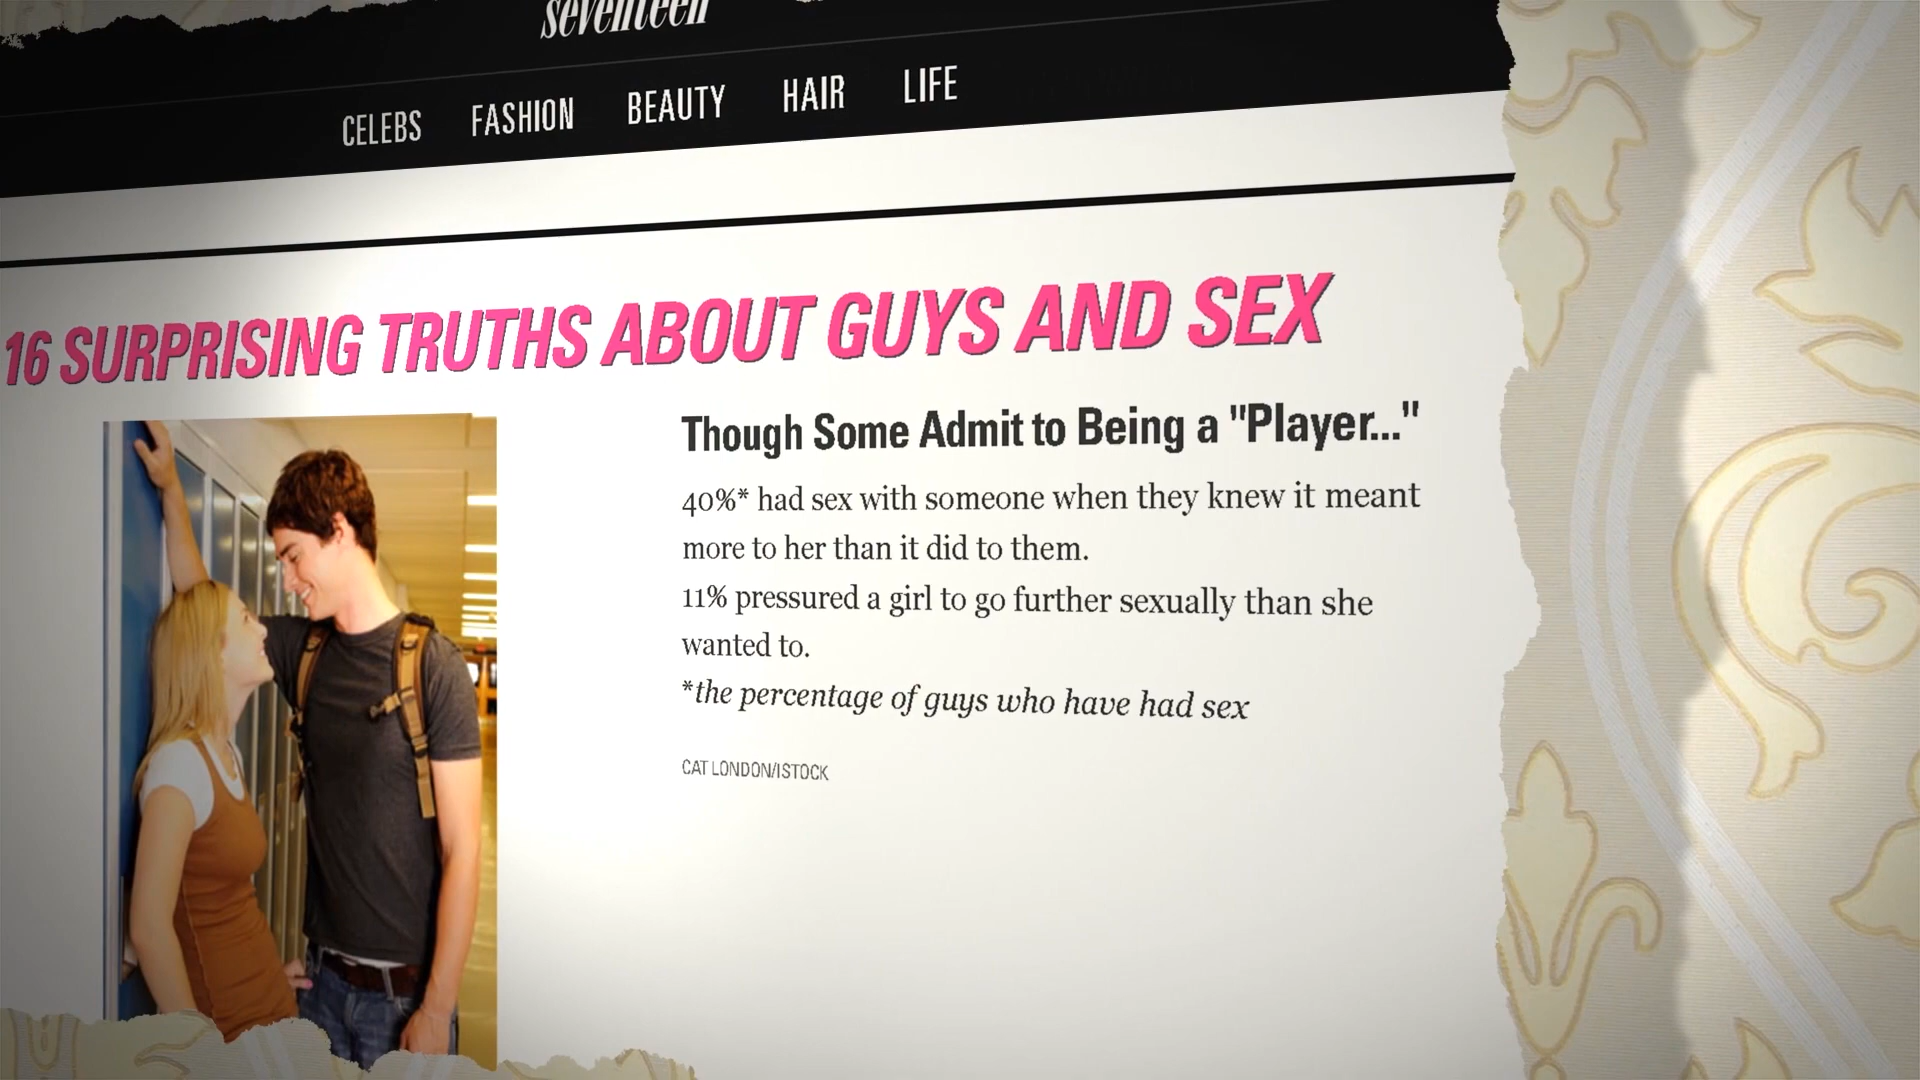 seventeen
CELEBS FASHION BEAUTY HAIR LIFE
16 SURPRISING TRUTHS ABOUT GUYS AND SEX
Though Some Admit to Being a "Player..."
40%* had sex with someone when they knew it meant
more to her than it did to them.
11% pressured a girl to go further sexually than she
wanted to.
*the percentage of guys who have had sex
CAT LONDON/ISTOCK